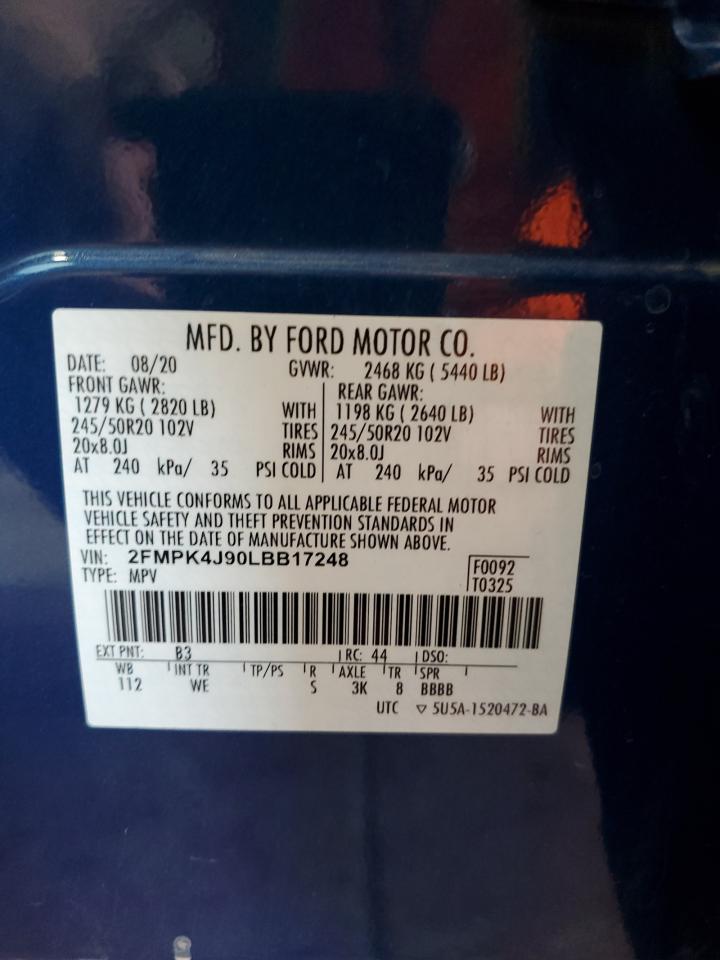 MFD. BY FORD MOTOR CO.
DATE: 08/20 GVWR: 2468 KG ( 5440 LB)
FRONT GAWR: REAR GAWR:
1279 KG ( 2820 LB) WITH 1198 KG ( 2640 LB) WITH
245/50R20 102V TIRES 245/50R20 102V TIRES
20x8.0J RIMS 20x8.0J RIMS
AT 240 kPa/ 35 PSI COLD AT 240 kPa/ 35 PSI COLD
THIS VEHICLE CONFORMS TO ALL APPLICABLE FEDERAL MOTOR
VEHICLE SAFETY AND THEFT PREVENTION STANDARDS IN
EFFECT ON THE DATE OF MANUFACTURE SHOWN ABOVE.
VIN: 2FMPK4J90LBB17248 F0092
TYPE: MPV T0325
EXT PNT: B3 RC: 44 DSO:
WB INT TR TP/PS R AXLE TR SPR
112 WE S 3K 8 BBBB
UTC ▽ 5U5A-1520472-BA